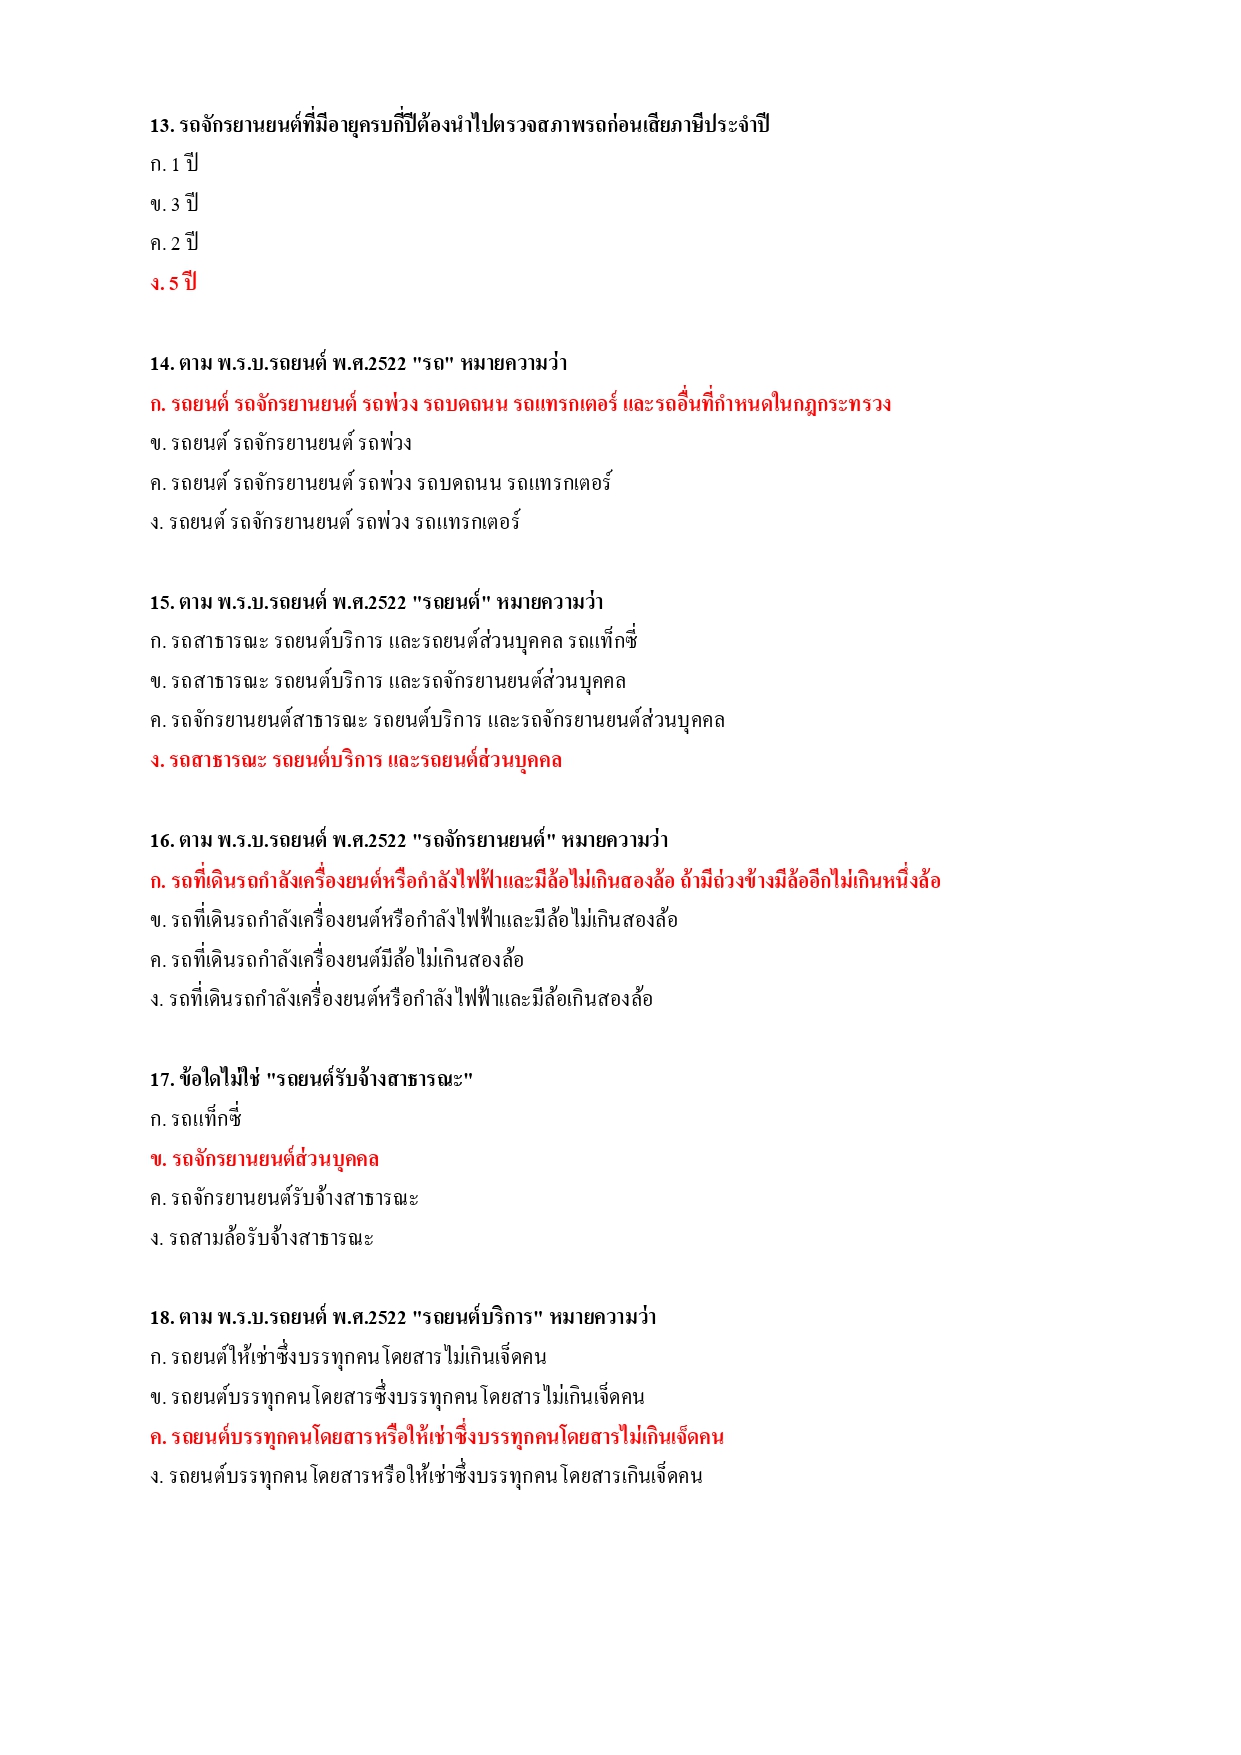 13. รถจักรยานยนต์ที่มีอายุครบกี่ปีต้องนำไปตรวจสภาพรถก่อนเสียภาษีประจำปี
ก. 1 ปี
ข. 3 ปี
ค. 2 ปี
ง. 5 ปี
14. ตาม พ.ร.บ.รถยนต์ พ.ศ.2522 "รถ" หมายความว่า
ก. รถยนต์ รถจักรยานยนต์ รถพ่วง รถบดถนน รถแทรกเตอร์ และรถอื่นที่กำหนดในกฎกระทรวง
ข. รถยนต์ รถจักรยานยนต์ รถพ่วง
ค. รถยนต์ รถจักรยานยนต์ รถพ่วง รถบดถนน รถแทรกเตอร์
ง. รถยนต์ รถจักรยานยนต์ รถพ่วง รถแทรกเตอร์
15. ตาม พ.ร.บ.รถยนต์ พ.ศ.2522 "รถยนต์" หมายความว่า
ก. รถสาธารณะ รถยนต์บริการ และรถยนต์ส่วนบุคคล รถแท็กซี่
ข. รถสาธารณะ รถยนต์บริการ และรถจักรยานยนต์ส่วนบุคคล
ค. รถจักรยานยนต์สาธารณะ รถยนต์บริการ และรถจักรยานยนต์ส่วนบุคคล
ง. รถสาธารณะ รถยนต์บริการ และรถยนต์ส่วนบุคคล
16. ตาม พ.ร.บ.รถยนต์ พ.ศ.2522 "รถจักรยานยนต์" หมายความว่า
ก. รถที่เดินรถกำลังเครื่องยนต์หรือกำลังไฟฟ้าและมีล้อไม่เกินสองล้อ ถ้ามีถ่วงข้างมีล้ออีกไม่เกินหนึ่งล้อ
ข. รถที่เดินรถกำลังเครื่องยนต์หรือกำลังไฟฟ้าและมีล้อไม่เกินสองล้อ
ค. รถที่เดินรถกำลังเครื่องยนต์มีล้อไม่เกินสองล้อ
ง. รถที่เดินรถกำลังเครื่องยนต์หรือกำลังไฟฟ้าและมีล้อเกินสองล้อ
17. ข้อใดไม่ใช่ "รถยนต์รับจ้างสาธารณะ"
ก. รถแท็กซี่
ข. รถจักรยานยนต์ส่วนบุคคล
ค. รถจักรยานยนต์รับจ้างสาธารณะ
ง. รถสามล้อรับจ้างสาธารณะ
18. ตาม พ.ร.บ.รถยนต์ พ.ศ.2522 "รถยนต์บริการ" หมายความว่า
ก. รถยนต์ให้เช่าซึ่งบรรทุกคนโดยสารไม่เกินเจ็ดคน
ข. รถยนต์บรรทุกคนโดยสารซึ่งบรรทุกคนโดยสารไม่เกินเจ็ดคน
ค. รถยนต์บรรทุกคนโดยสารหรือให้เช่าซึ่งบรรทุกคนโดยสารไม่เกินเจ็ดคน
ง. รถยนต์บรรทุกคนโดยสารหรือให้เช่าซึ่งบรรทุกคนโดยสารเกินเจ็ดคน